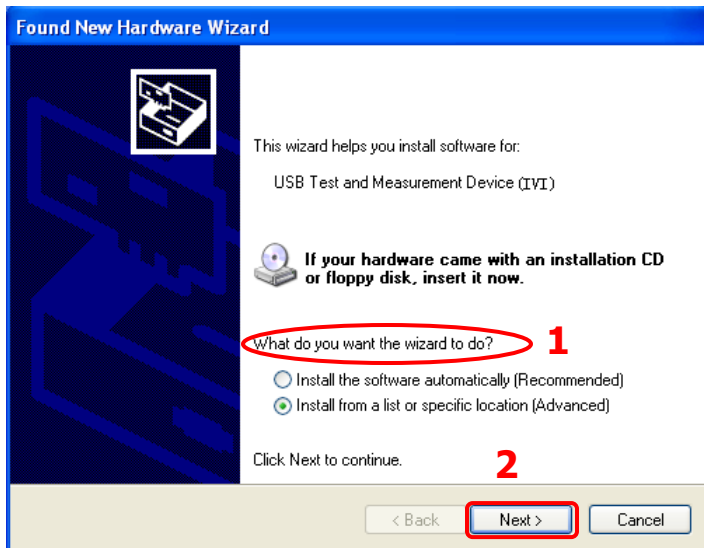 Found New Hardware Wizard
This wizard helps you install software for:
USB Test and Measurement Device (IVI)
If your hardware came with an installation CD
or floppy disk, insert it now.
What do you want the wizard to do?
1
Install the software automatically (Recommended)
Install from a list or specific location (Advanced)
Click Next to continue.
2
< Back
Next >
Cancel